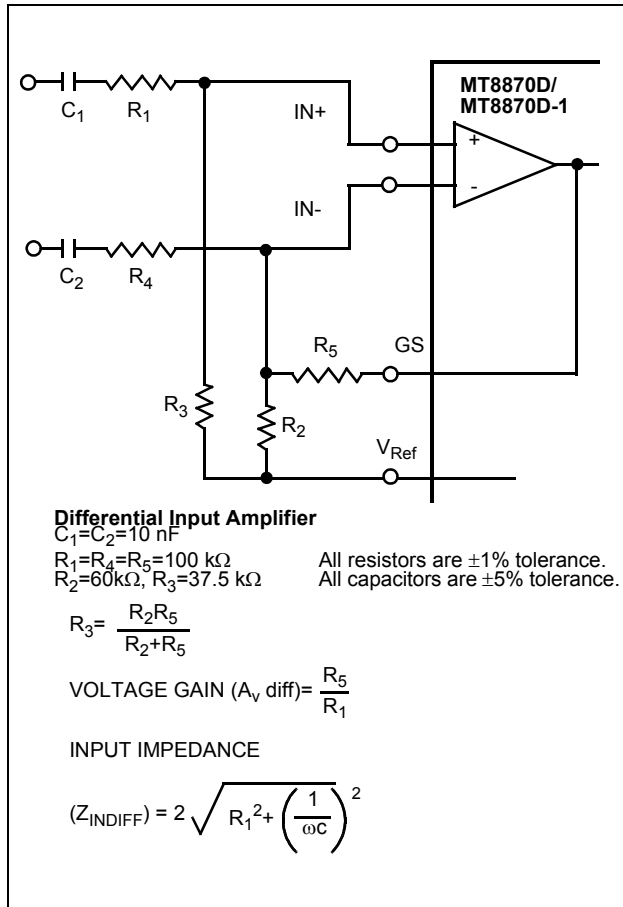 MT8870D/
MT8870D-1
C₁
R₁
IN+
+
-
IN-
C₂
R₄
R₅
GS
R₃
R₂
V_Ref
Differential Input Amplifier
C₁=C₂=10 nF
R₁=R₄=R₅=100 kΩ All resistors are ±1% tolerance.
R₂=60kΩ, R₃=37.5 kΩ All capacitors are ±5% tolerance.
R₃= R₂R₅ / R₂+R₅
VOLTAGE GAIN (Aᵥ diff)= R₅ / R₁
INPUT IMPEDANCE
(Z_INDIFF) = 2 √ R₁²+ (1 / ωc)²